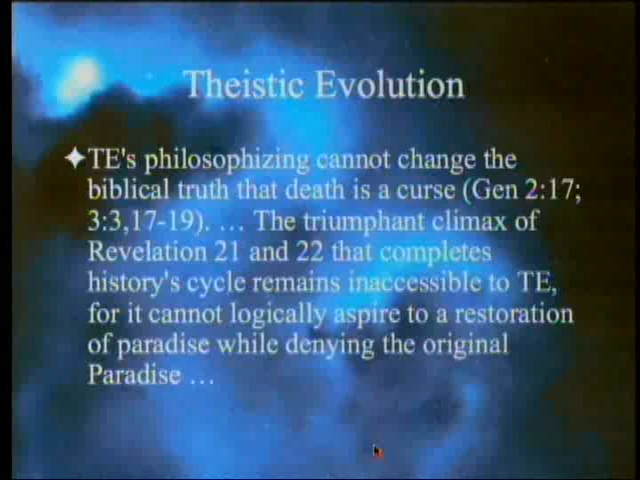 Theistic Evolution
TE's philosophizing cannot change the
biblical truth that death is a curse (Gen 2:17;
3:3,17-19). … The triumphant climax of
Revelation 21 and 22 that completes
history's cycle remains inaccessible to TE,
for it cannot logically aspire to a restoration
of paradise while denying the original
Paradise …